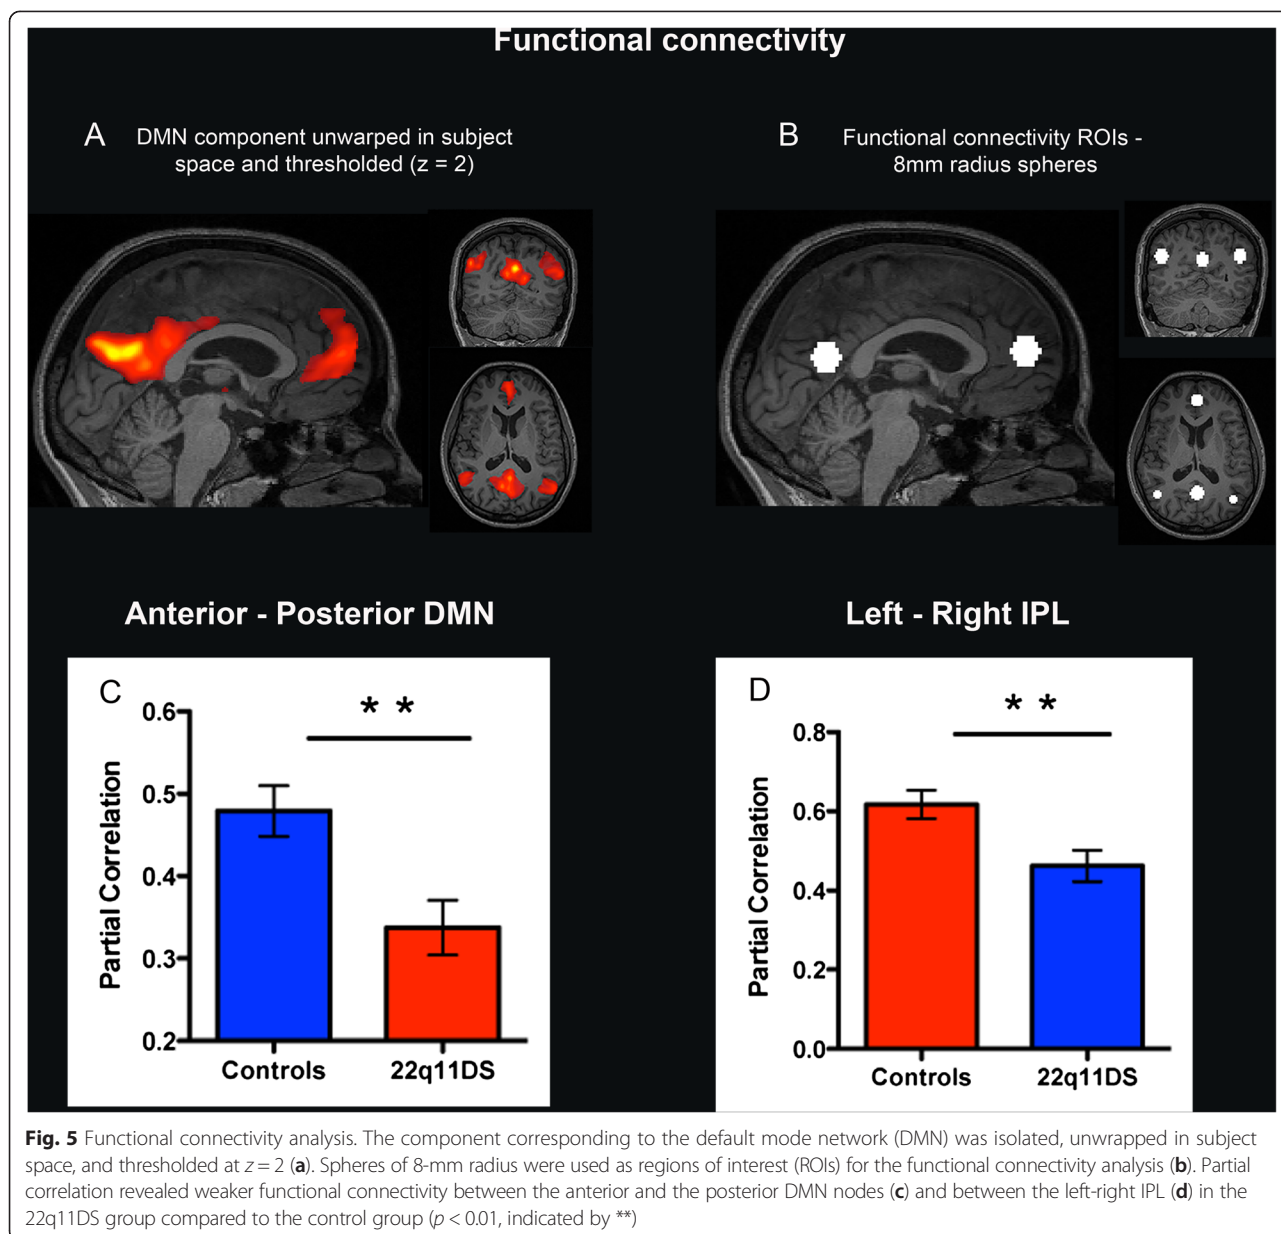 Functional connectivity
A
DMN component unwarped in subject
space and thresholded (z = 2)
B
Functional connectivity ROIs -
8mm radius spheres
Anterior - Posterior DMN
C
* *
0.6
0.5
0.4
0.3
0.2
Partial Correlation
Controls
22q11DS
Left - Right IPL
D
* *
0.8
0.6
0.4
0.2
0.0
Partial Correlation
Controls
22q11DS
Fig. 5 Functional connectivity analysis. The component corresponding to the default mode network (DMN) was isolated, unwrapped in subject
space, and thresholded at z = 2 (a). Spheres of 8-mm radius were used as regions of interest (ROIs) for the functional connectivity analysis (b). Partial
correlation revealed weaker functional connectivity between the anterior and the posterior DMN nodes (c) and between the left-right IPL (d) in the
22q11DS group compared to the control group (p < 0.01, indicated by **)